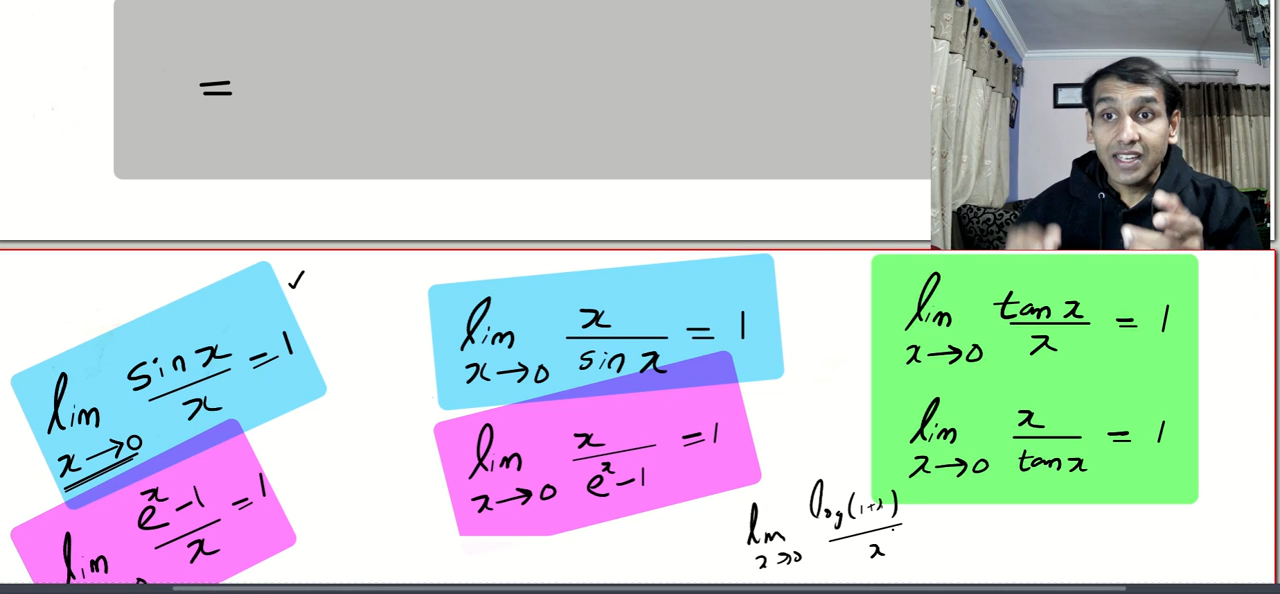 =
lim x→0 sin x / x = 1 ✓
lim x→0 x / sin x = 1
lim x→0 tan x / x = 1
lim e^x - 1 / x = 1
lim x→0 x / e^x - 1 = 1
lim x→0 x / tan x = 1
lim x→0 log(1+x) / x